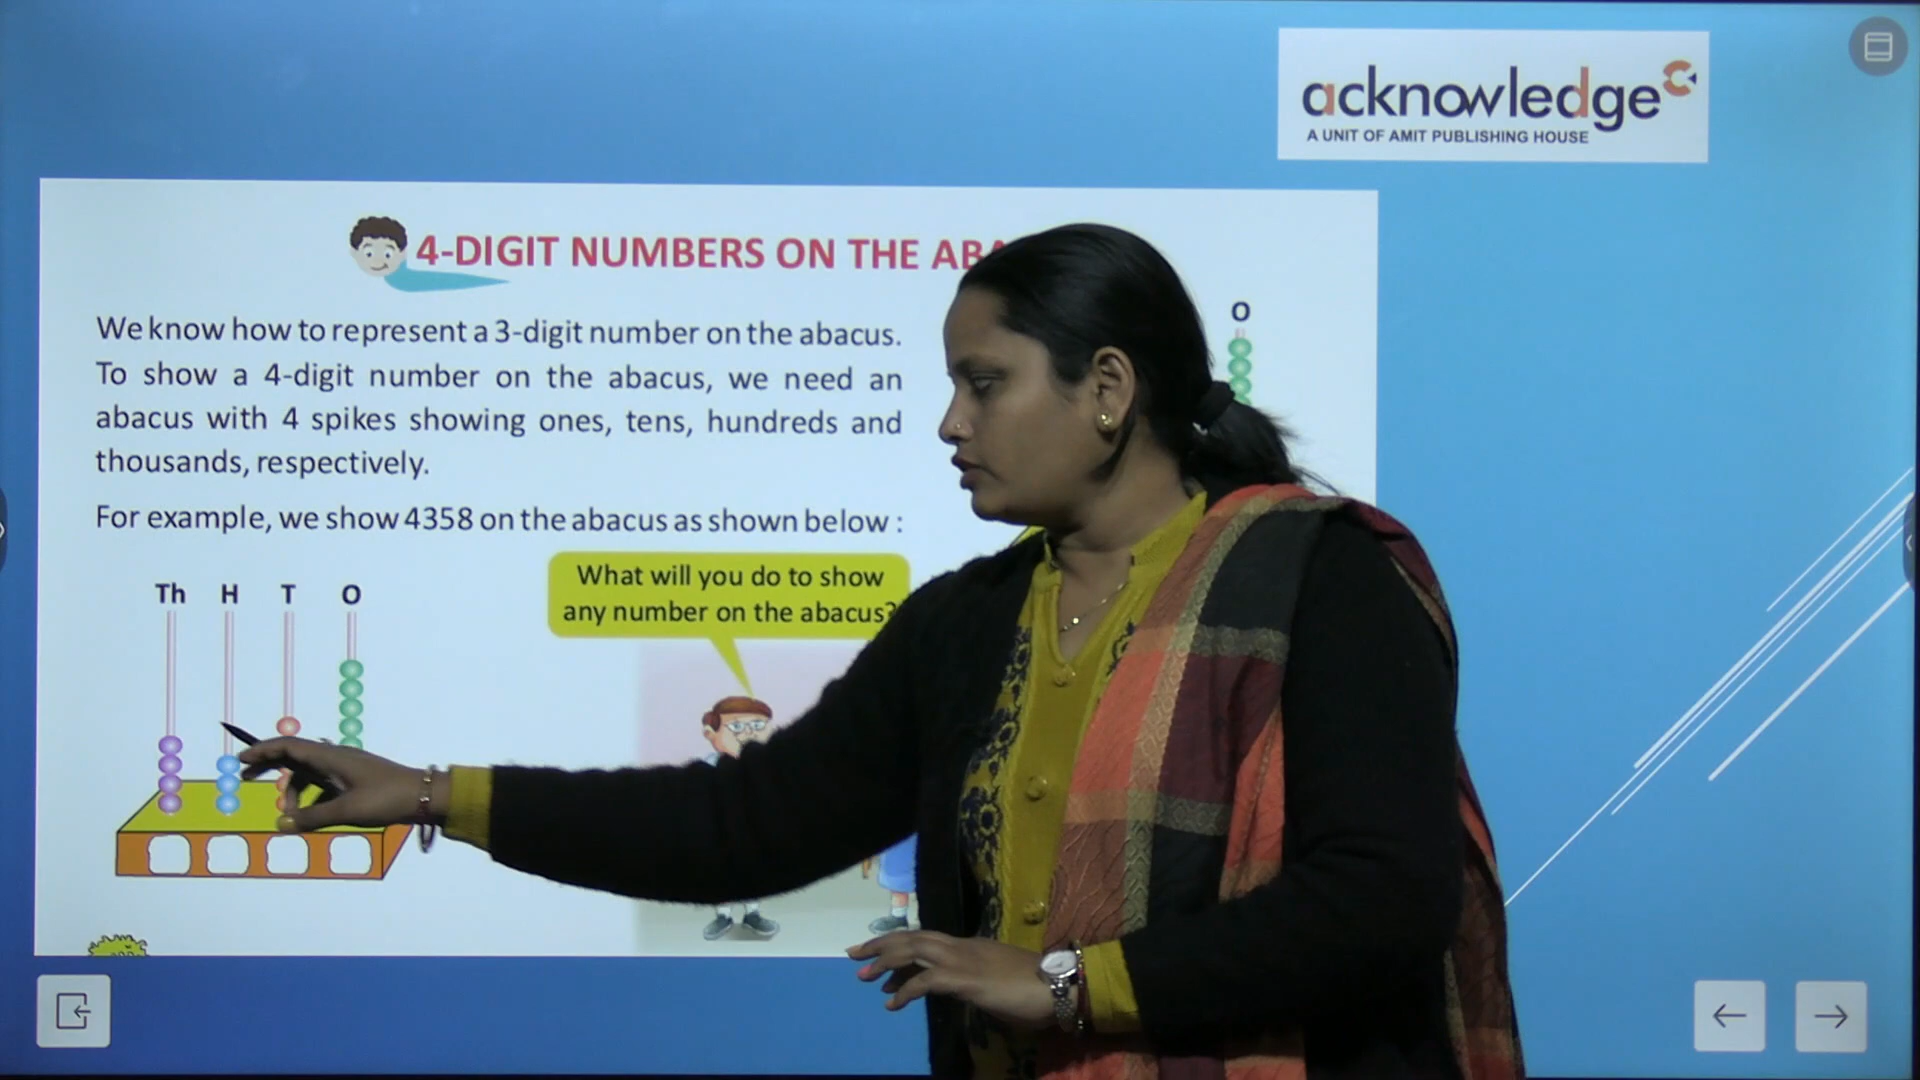 acknowledge
A UNIT OF AMIT PUBLISHING HOUSE
4-DIGIT NUMBERS ON THE
We know how to represent a 3-digit number on the abacus.
To show a 4-digit number on the abacus, we need an
abacus with 4 spikes showing ones, tens, hundreds and
thousands, respectively.
For example, we show 4358 on the abacus as shown below :
O
Th H T O
What will you do to show
any number on the abacus?